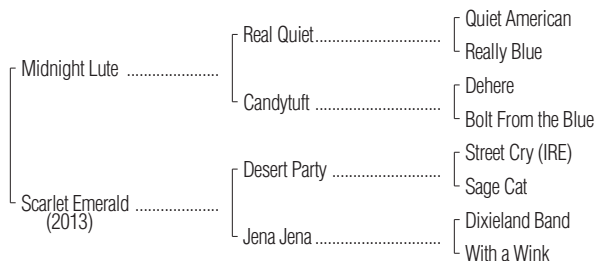 Quiet American
Real Quiet
Really Blue
Midnight Lute
Dehere
Candytuft
Bolt From the Blue
Street Cry (IRE)
Desert Party
Sage Cat
Scarlet Emerald
(2013)
Dixieland Band
Jena Jena
With a Wink